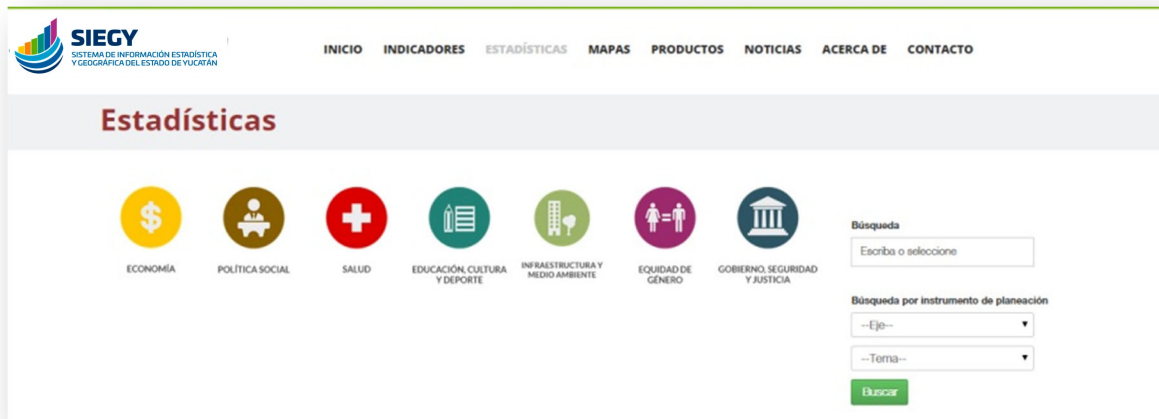 SIEGY
SISTEMA DE INFORMACIÓN ESTADÍSTICA
Y GEOGRÁFICA DEL ESTADO DE YUCATÁN
INICIO INDICADORES ESTADÍSTICAS MAPAS PRODUCTOS NOTICIAS ACERCA DE CONTACTO
Estadísticas
$
ECONOMÍA
POLÍTICA SOCIAL
SALUD
EDUCACIÓN, CULTURA
Y DEPORTE
INFRAESTRUCTURA Y
MEDIO AMBIENTE
=
EQUIDAD DE
GÉNERO
GOBIERNO, SEGURIDAD
Y JUSTICIA
Búsqueda
Escriba o seleccione
Búsqueda por instrumento de planeación
--Eje--
--Tema--
Buscar